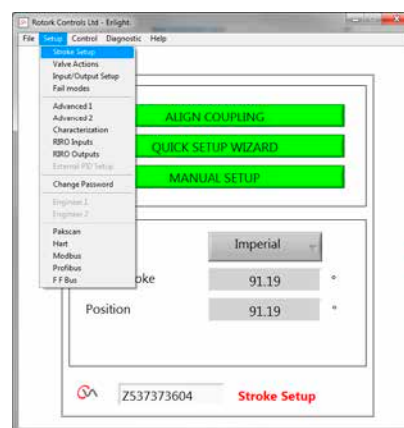 Rotork Controls Ltd - Enlight
File Setup Control Diagnostic Help
Stroke Setup
Valve Actions
Input/Output Setup
Fail modes
Advanced 1
Advanced 2
Characterization
RIRO Inputs
RIRO Outputs
External PID Setup
Change Password
Engineer 1
Engineer 2
Pakscan
Hart
Modbus
Profibus
F F Bus
ALIGN COUPLING
QUICK SETUP WIZARD
MANUAL SETUP
Imperial
oke 91.19 °
Position 91.19 °
Z537373604 Stroke Setup